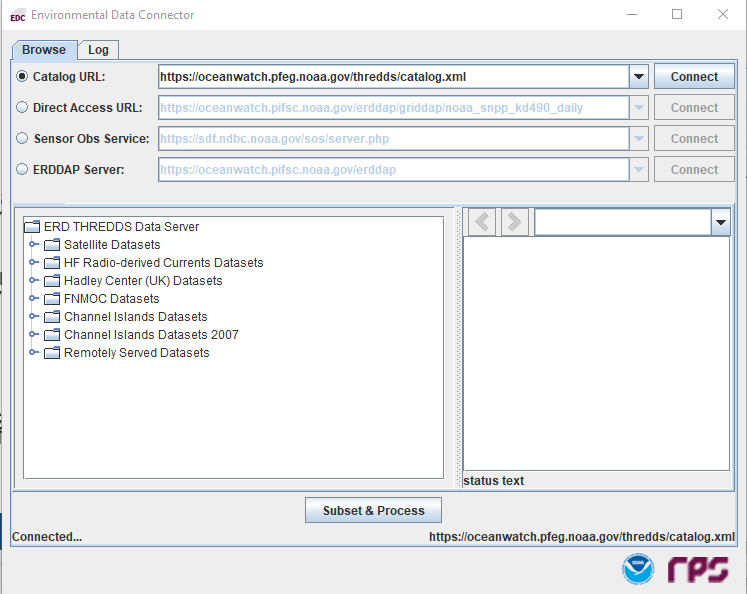 EDC Environmental Data Connector
Browse Log
Catalog URL: https://oceanwatch.pfeg.noaa.gov/thredds/catalog.xml Connect
Direct Access URL: https://oceanwatch.pifsc.noaa.gov/erddap/griddap/noaa_snpp_kd490_daily Connect
Sensor Obs Service: https://sdf.ndbc.noaa.gov/sos/server.php Connect
ERDDAP Server: https://oceanwatch.pifsc.noaa.gov/erddap Connect
ERD THREDDS Data Server
Satellite Datasets
HF Radio-derived Currents Datasets
Hadley Center (UK) Datasets
FNMOC Datasets
Channel Islands Datasets
Channel Islands Datasets 2007
Remotely Served Datasets
status text
Subset & Process
Connected... https://oceanwatch.pfeg.noaa.gov/thredds/catalog.xml
noaa rps